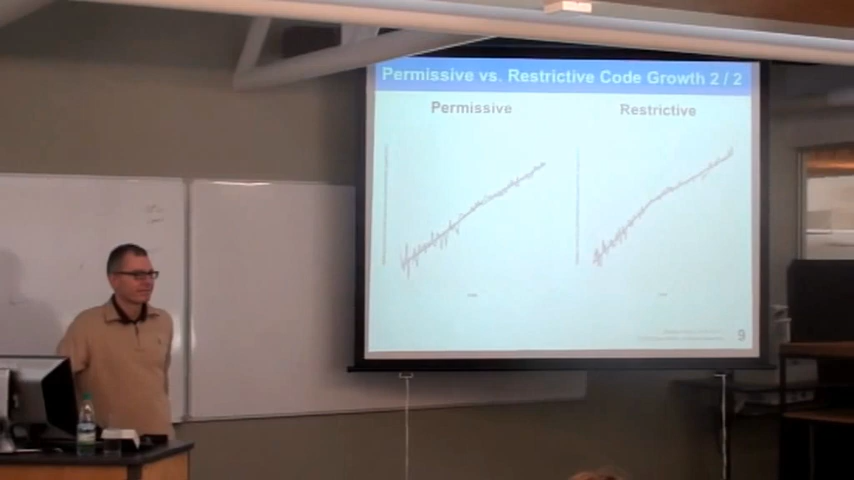 Permissive vs. Restrictive Code Growth 2 / 2
Permissive
Restrictive
9